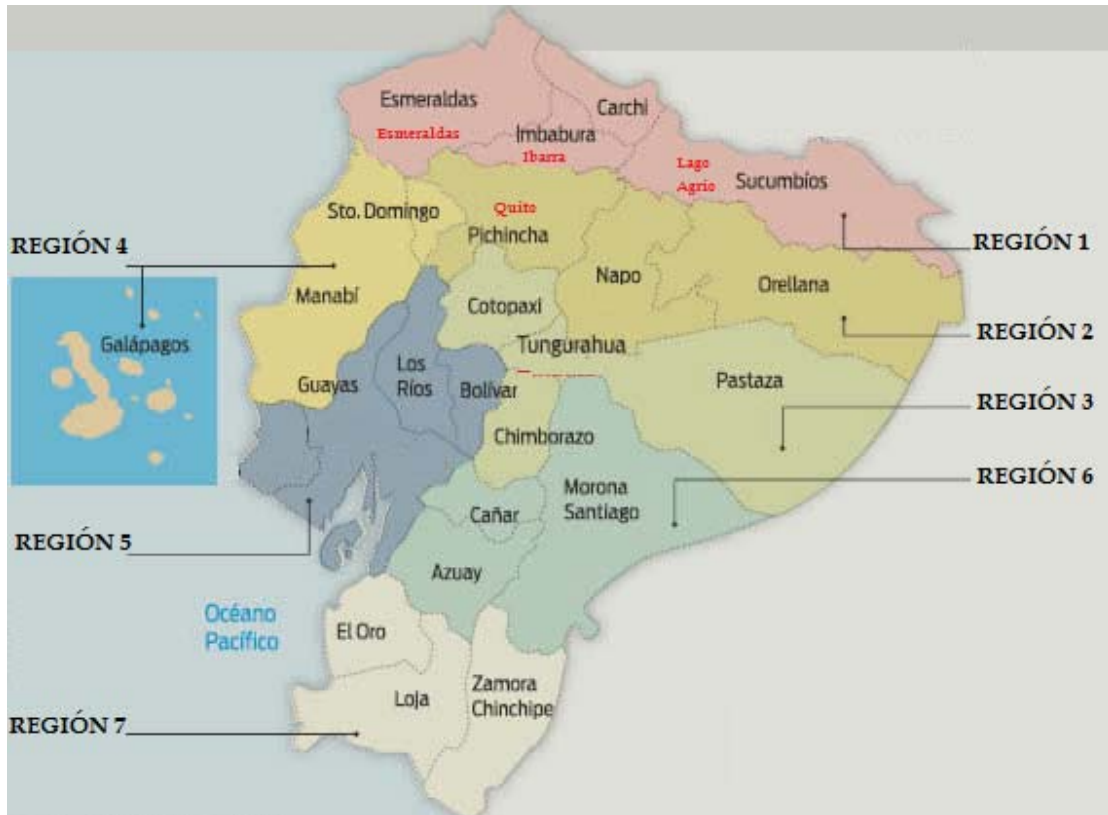 Esmeraldas
Carchi
Esmeraldas
Imbabura
Ibarra
Lago
Agrio
Sucumbíos
Sto. Domingo
Quito
Pichincha
REGIÓN 4
REGIÓN 1
Manabí
Cotopaxi
Napo
Orellana
Galápagos
Tungurahua
REGIÓN 2
Guayas
Los
Ríos
Bolívar
Pastaza
REGIÓN 3
Chimborazo
Morona
Santiago
REGIÓN 6
Cañar
REGIÓN 5
Azuay
Océano
Pacífico
El Oro
Loja
Zamora
Chinchipe
REGIÓN 7